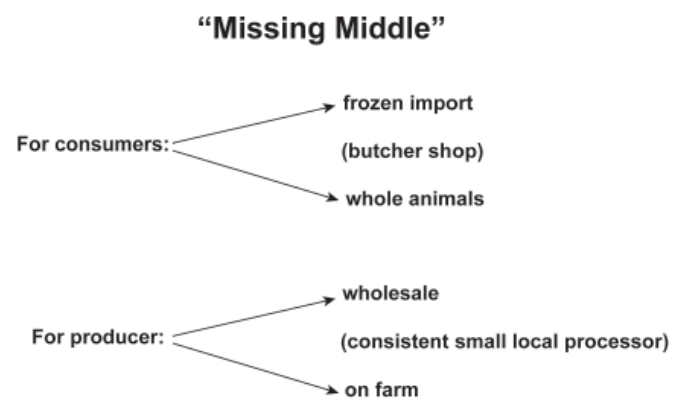 “Missing Middle”
For consumers:
frozen import
(butcher shop)
whole animals
For producer:
wholesale
(consistent small local processor)
on farm